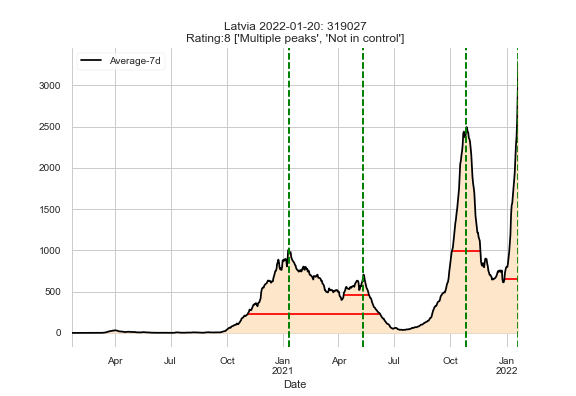 Latvia 2022-01-20: 319027
Rating:8 ['Multiple peaks', 'Not in control']
Average-7d
3000
2500
2000
1500
1000
500
0
Apr Jul Oct Jan Apr Jul Oct Jan
2021 2022
Date